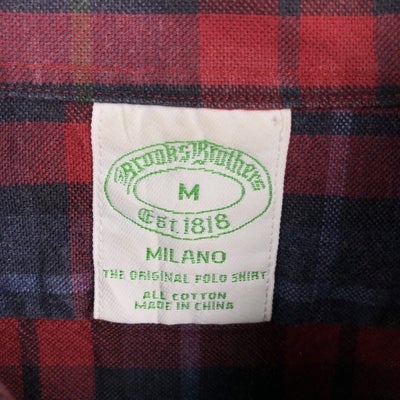 Brooks Brothers
M
Est. 1818
MILANO
THE ORIGINAL POLO SHIRT
ALL COTTON
MADE IN CHINA